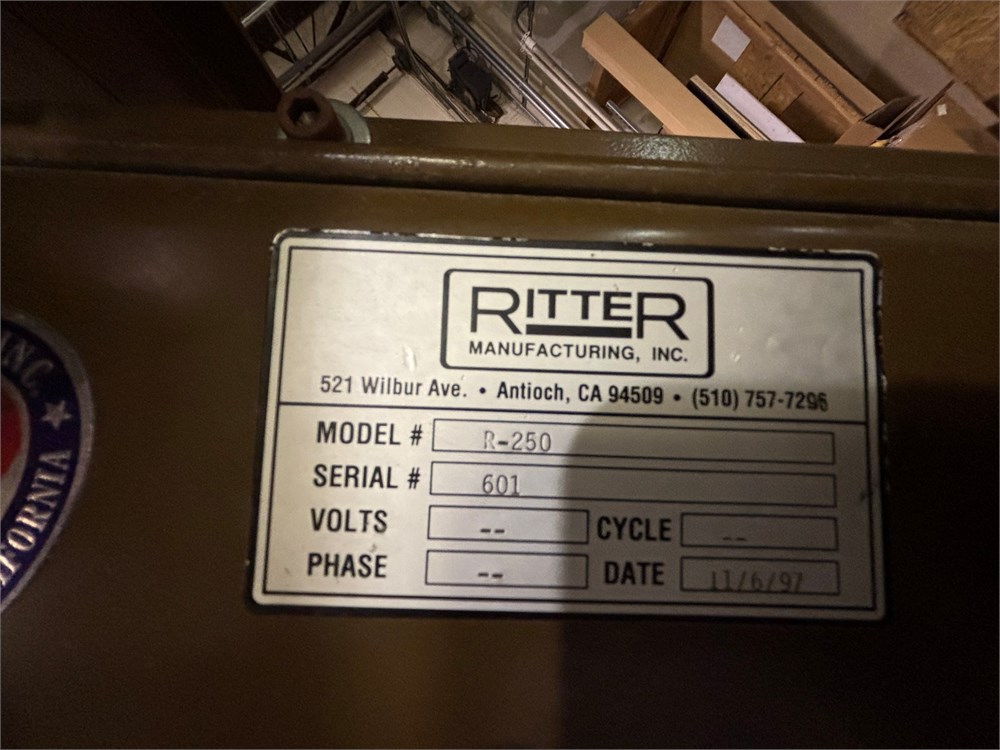 RITTER
MANUFACTURING, INC.
521 Wilbur Ave. • Antioch, CA 94509 • (510) 757-7296
MODEL # R-250
SERIAL # 601
VOLTS -- CYCLE --
PHASE -- DATE 11/6/97
INC.
★